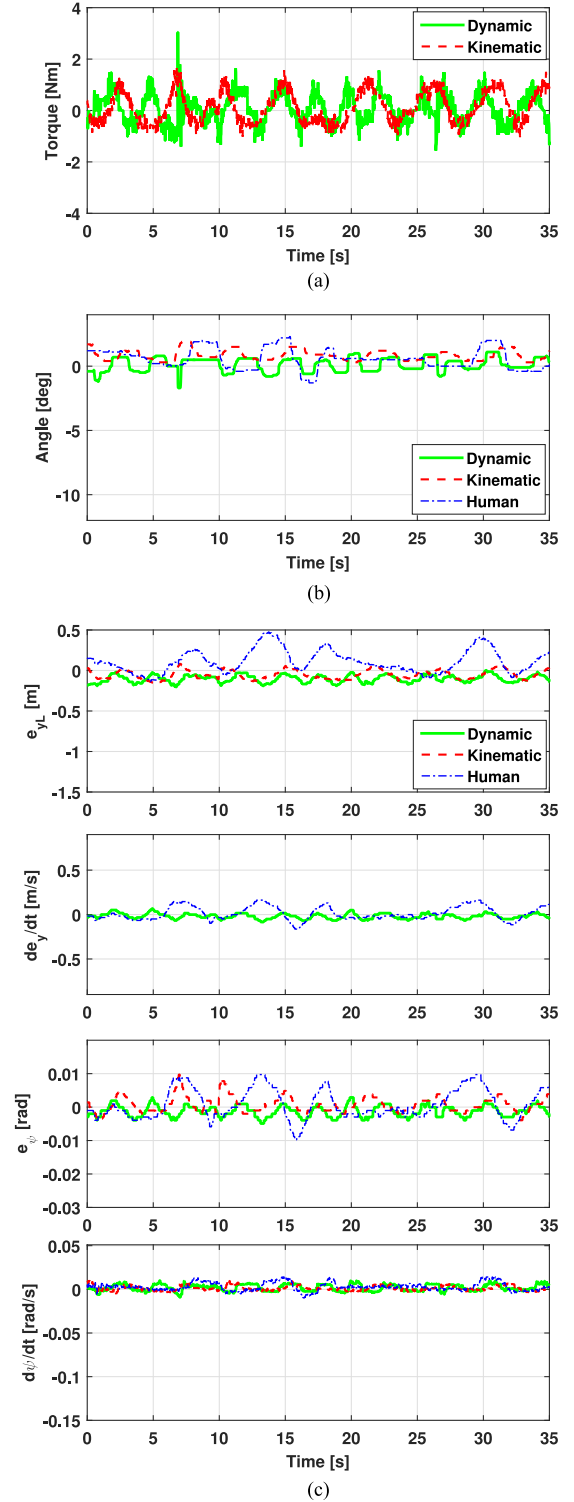 Dynamic
Kinematic
Torque [Nm]
4
2
0
-2
-4
0 5 10 15 20 25 30 35
Time [s]
(a)
Angle [deg]
5
0
-5
-10
Dynamic
Kinematic
Human
0 5 10 15 20 25 30 35
Time [s]
(b)
e_yL [m]
0.5
0
-0.5
-1
-1.5
Dynamic
Kinematic
Human
0 5 10 15 20 25 30 35
de_y/dt [m/s]
0.5
0
-0.5
0 5 10 15 20 25 30 35
e_ψ [rad]
0.01
0
-0.01
-0.02
-0.03
0 5 10 15 20 25 30 35
dψ/dt [rad/s]
0.05
0
-0.05
-0.1
-0.15
0 5 10 15 20 25 30 35
Time [s]
(c)